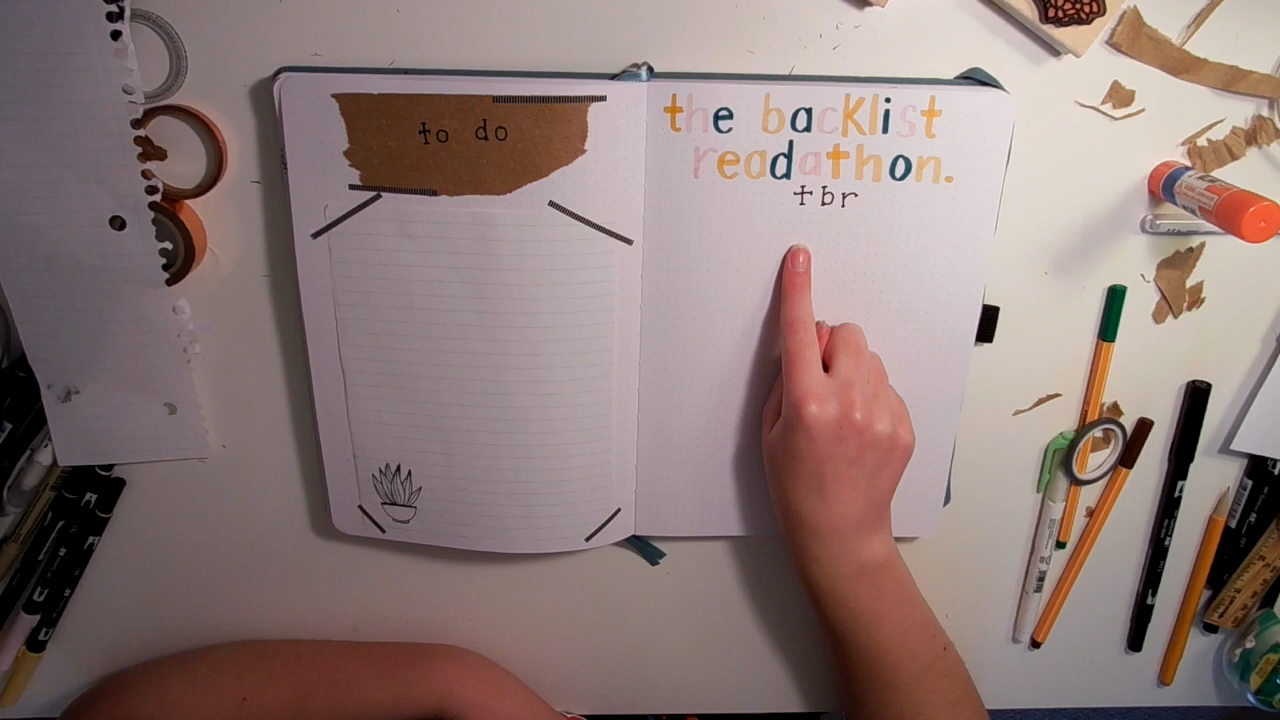 to do
the backlist
readathon.
tbr